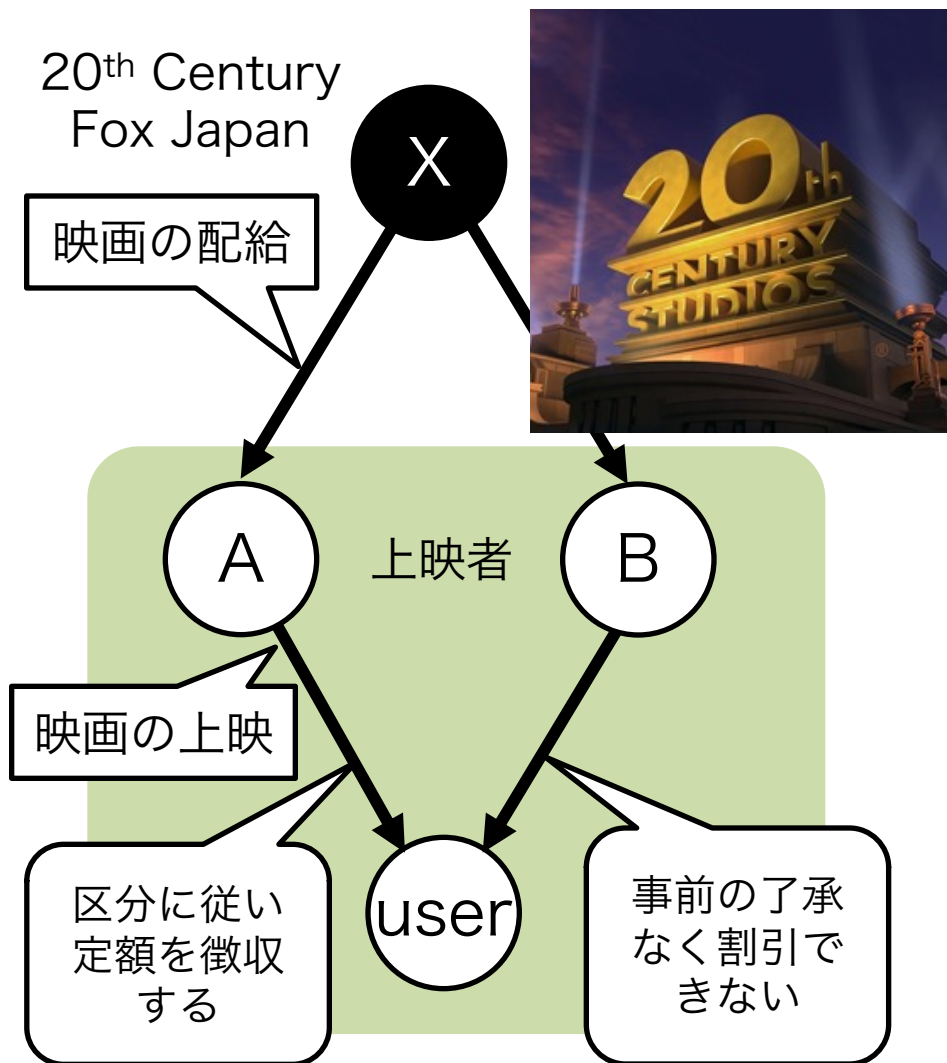 20th Century
Fox Japan
X
20th
CENTURY
STUDIOS
映画の配給
A
上映者
B
映画の上映
区分に従い
定額を徴収
する
user
事前の了承
なく割引で
きない